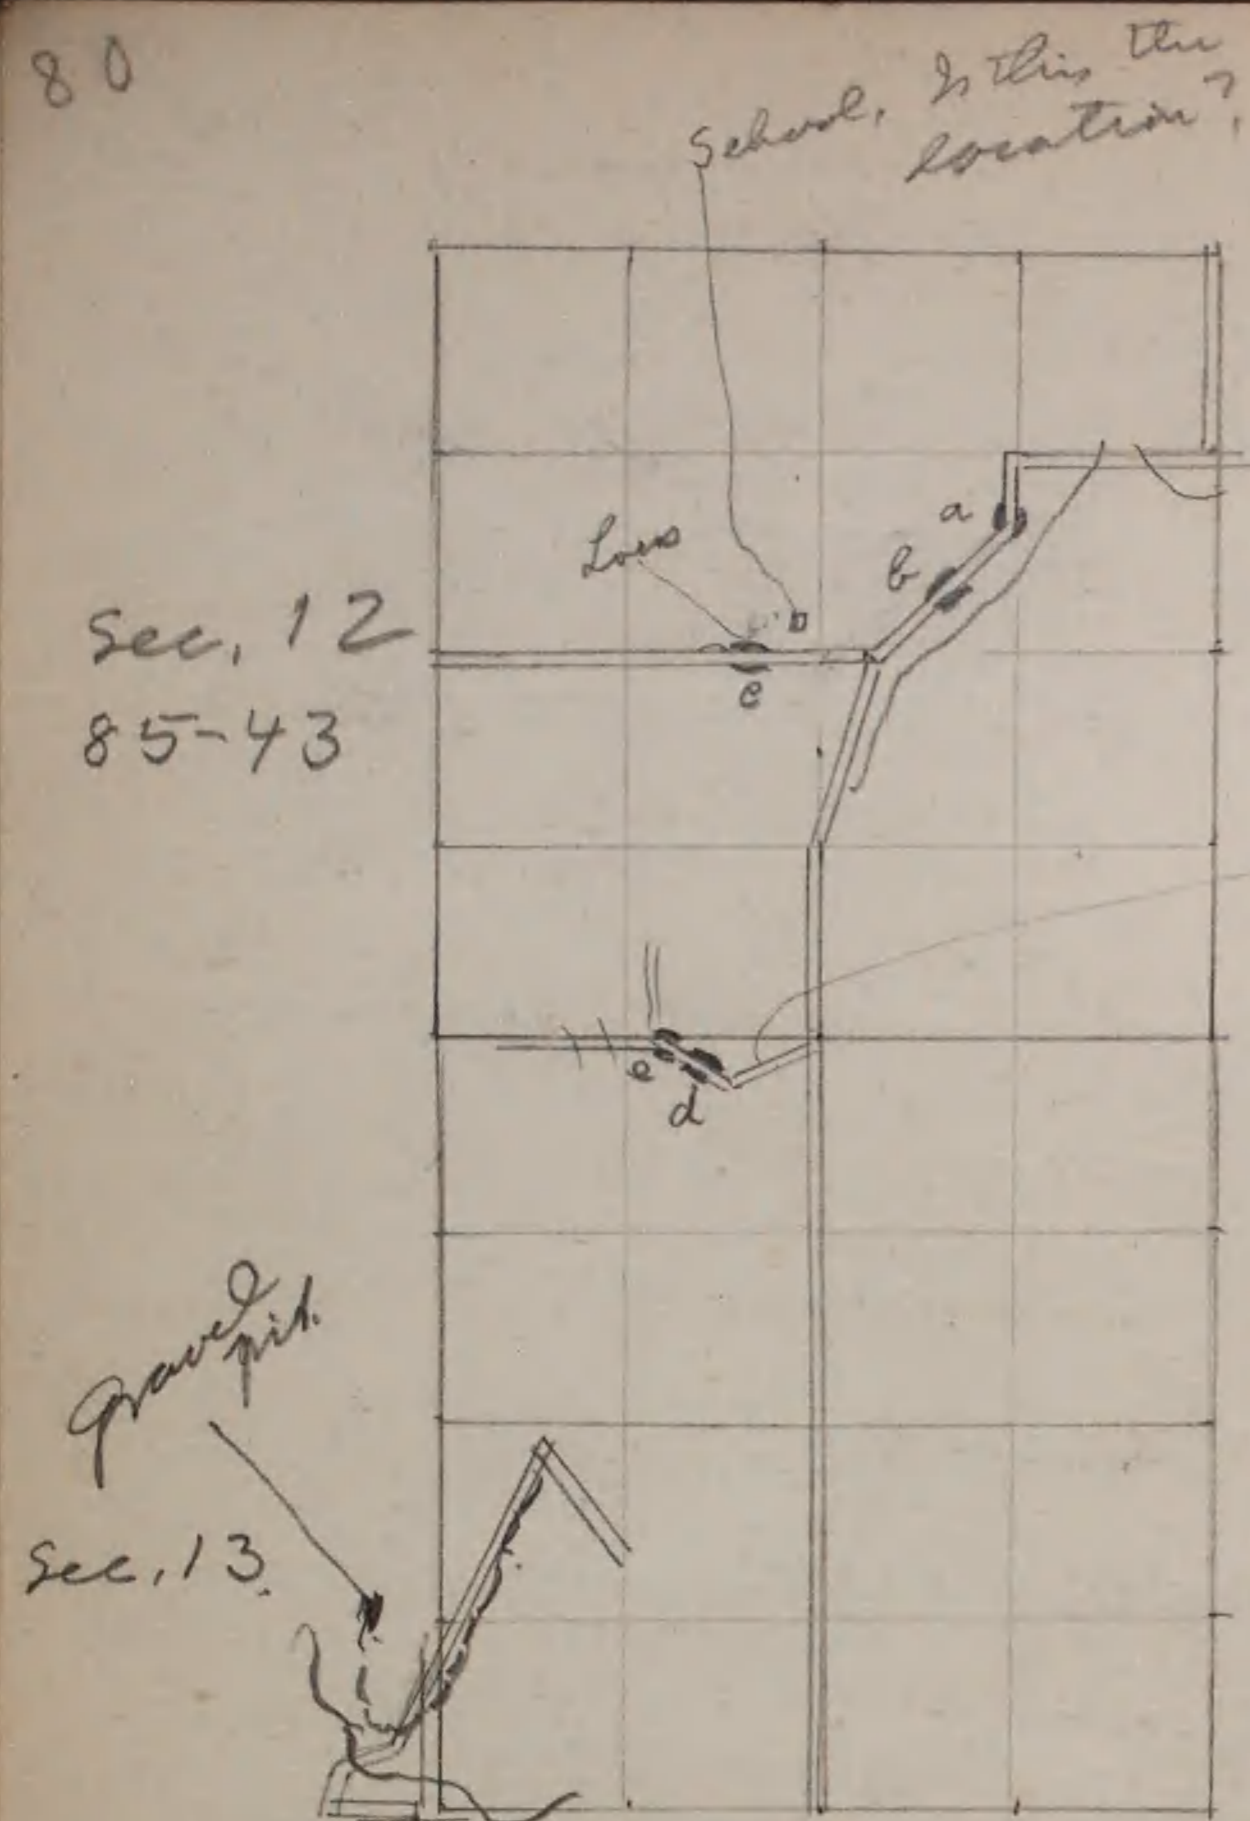 80
School, Is this the
location?
a
b
Loess
Sec. 12
c
85-43
e
d
Gravel
pit.
Sec. 13.